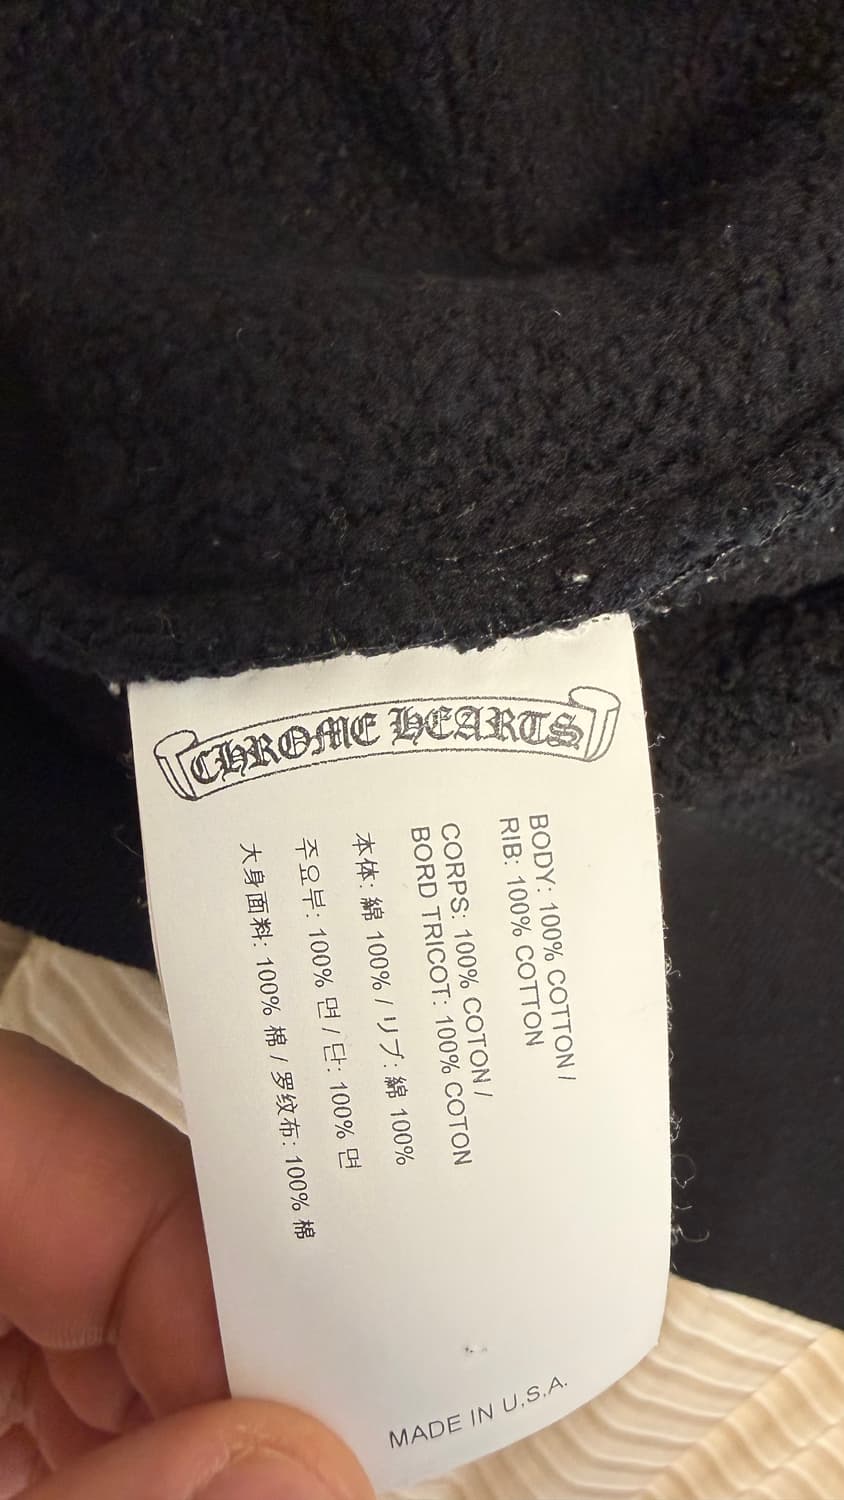 CHROME HEARTS
BODY: 100% COTTON /
RIB: 100% COTTON
CORPS: 100% COTON /
BORD TRICOT: 100% COTON
本体: 綿 100% / リブ: 綿 100%
주요부: 100% 면 / 단: 100% 면
大身面料: 100% 棉 / 罗纹布: 100% 棉
MADE IN U.S.A.